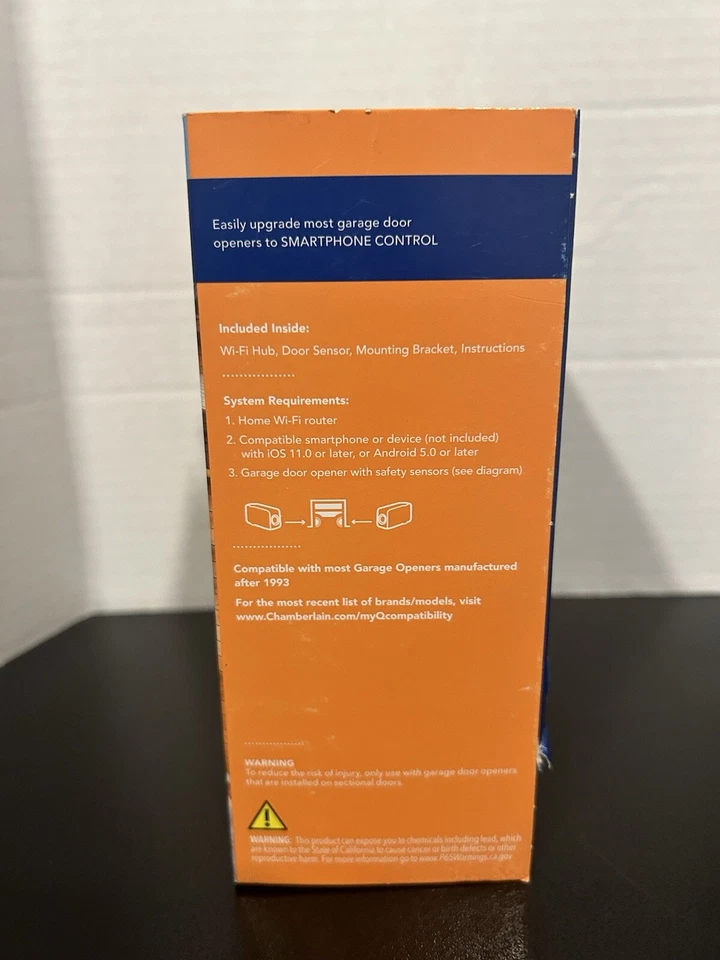 Easily upgrade most garage door
openers to SMARTPHONE CONTROL
Included Inside:
Wi-Fi Hub, Door Sensor, Mounting Bracket, Instructions
System Requirements:
1. Home Wi-Fi router
2. Compatible smartphone or device (not included)
with iOS 11.0 or later, or Android 5.0 or later
3. Garage door opener with safety sensors (see diagram)
Compatible with most Garage Openers manufactured
after 1993
For the most recent list of brands/models, visit
www.Chamberlain.com/myQcompatibility
WARNING
To reduce the risk of injury, only use with garage door openers
that are installed on sectional doors.
WARNING: This product can expose you to chemicals including lead, which
are known to the State of California to cause cancer or birth defects or other
reproductive harm. For more information go to www.P65Warnings.ca.gov